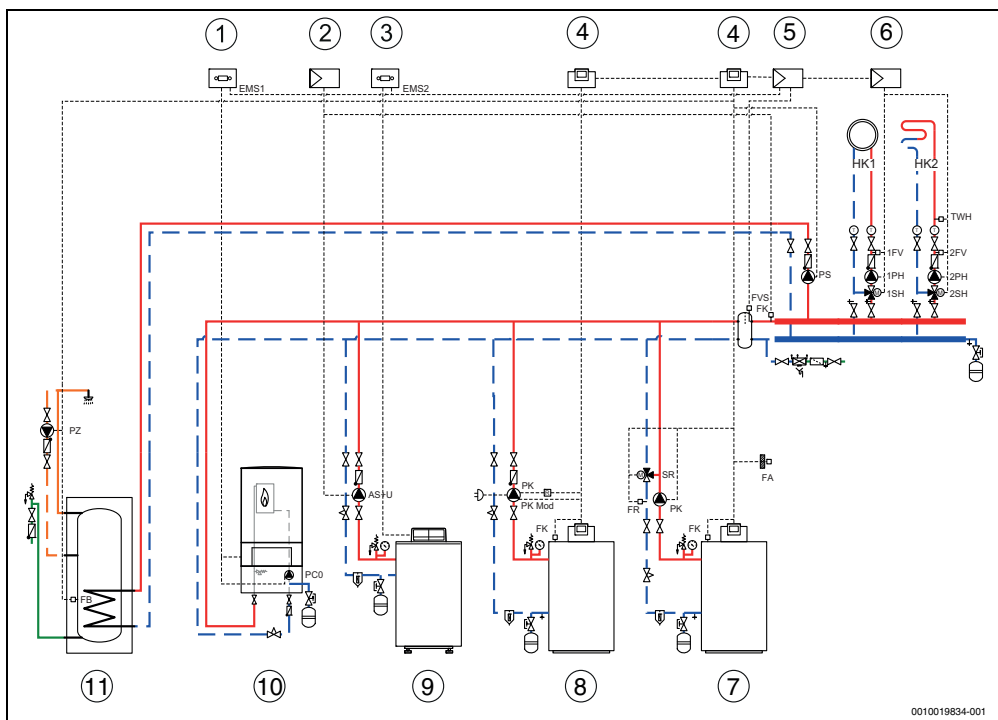 1
2
3
4
4
5
6
EMS1
EMS2
HK1
HK2
TWH
1FV
2FV
PS
1PH
2PH
1SH
2SH
FVS
FK
PZ
SR
FA
AS+U
PK
PK Mod
FR
PK
FK
FK
PC0
FB
11
10
9
8
7
0010019834-001